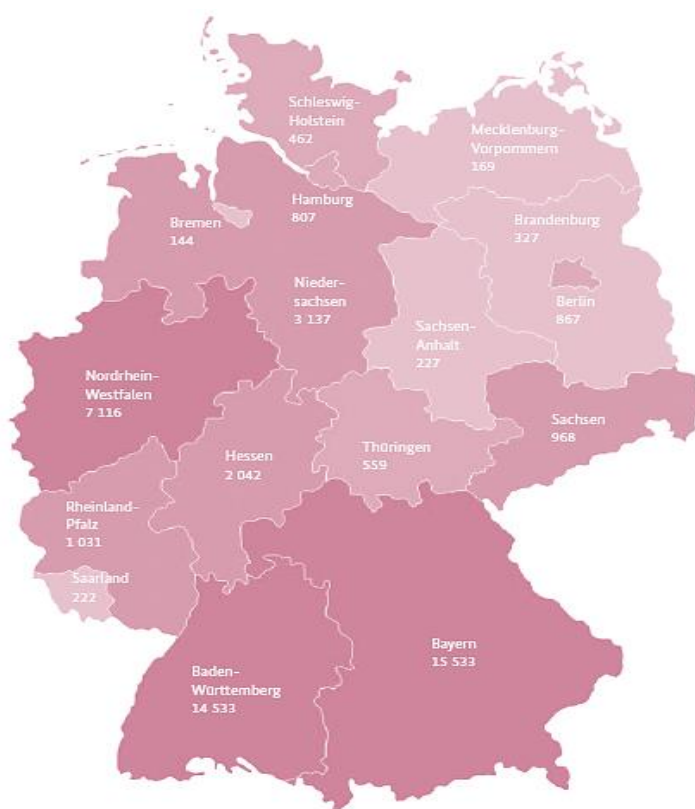 Schleswig-
Holstein
462
Mecklenburg-
Vorpommern
169
Hamburg
807
Bremen
144
Brandenburg
327
Nieder-
sachsen
3 137
Berlin
867
Sachsen-
Anhalt
227
Nordrhein-
Westfalen
7 116
Sachsen
968
Hessen
2 042
Thüringen
559
Rheinland-
Pfalz
1 031
Saarland
222
Bayern
15 533
Baden-
Württemberg
14 533